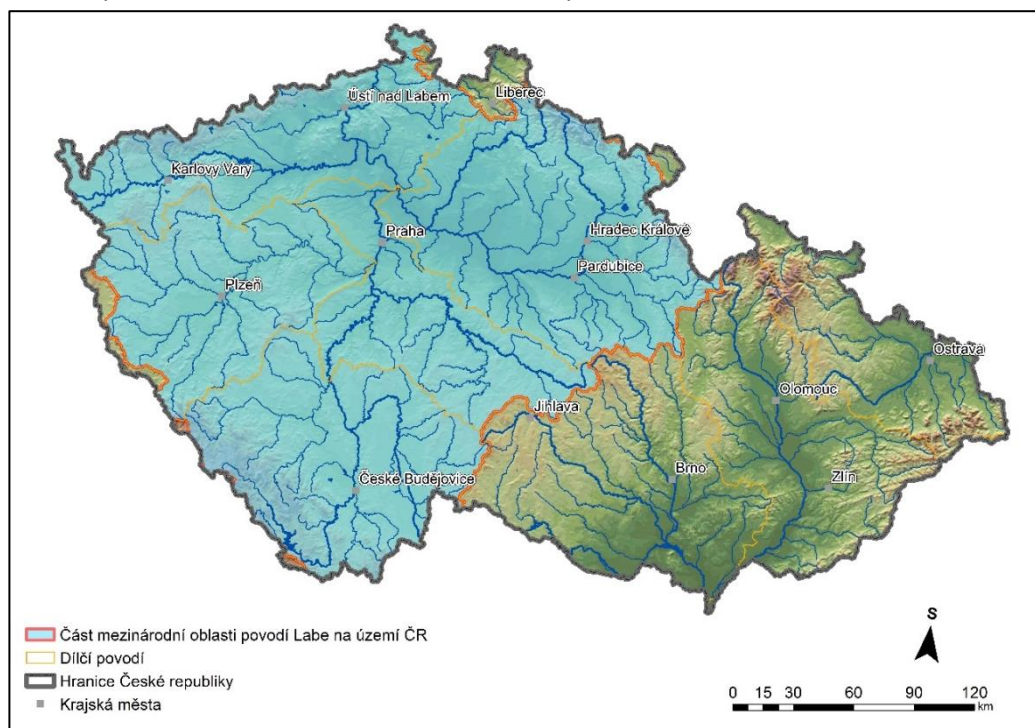 Liberec
Ústí nad Labem
Karlovy Vary
Hradec Králové
Praha
Pardubice
Plzeň
Ostrava
Olomouc
Jihlava
Brno
Zlín
České Budějovice
Část mezinárodní oblasti povodí Labe na území ČR
Dílčí povodí
Hranice České republiky
Krajská města
S
0 15 30 60 90 120
km